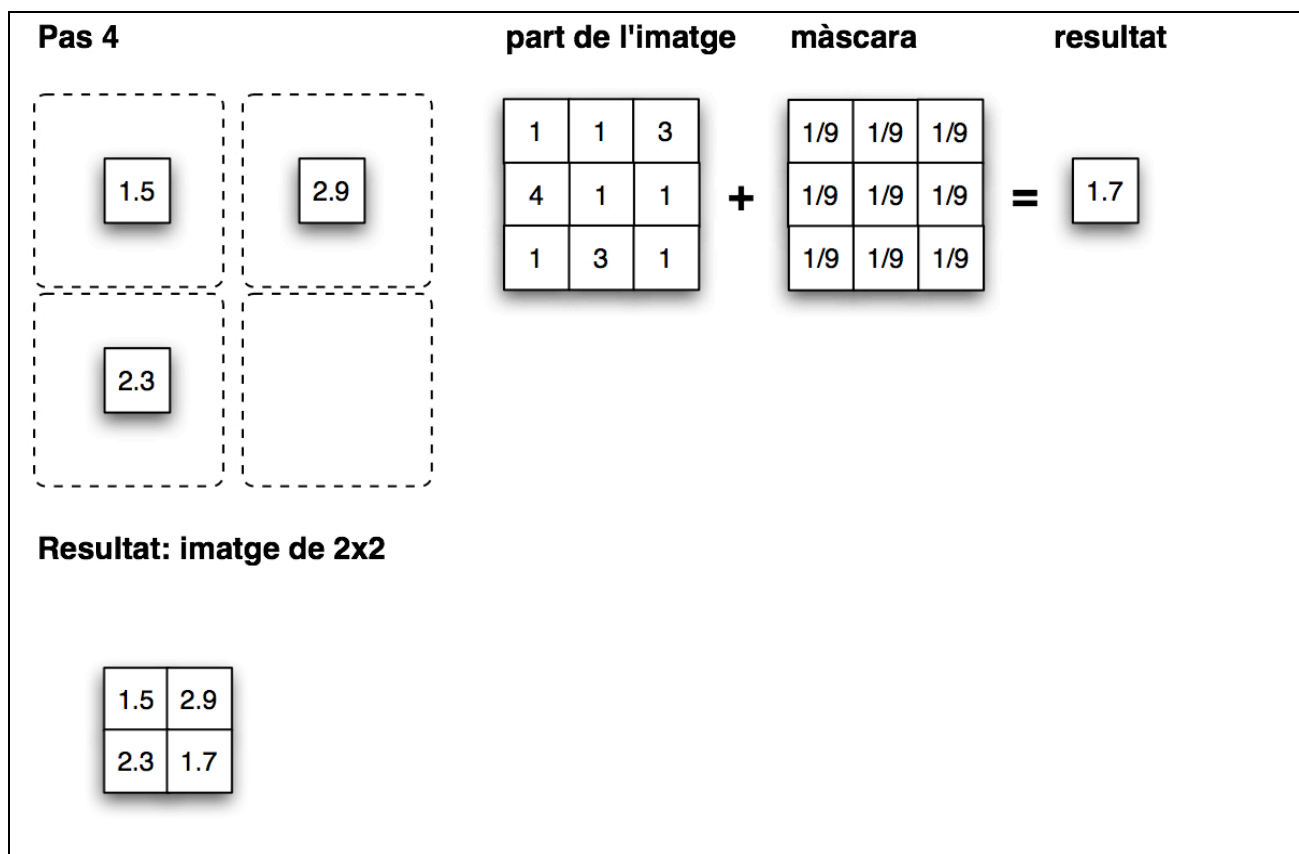 Pas 4 part de l'imatge màscara resultat
1 1 3 1/9 1/9 1/9
1.5 2.9 4 1 1 + 1/9 1/9 1/9 = 1.7
1 3 1 1/9 1/9 1/9
2.3
Resultat: imatge de 2x2
1.5 2.9
2.3 1.7